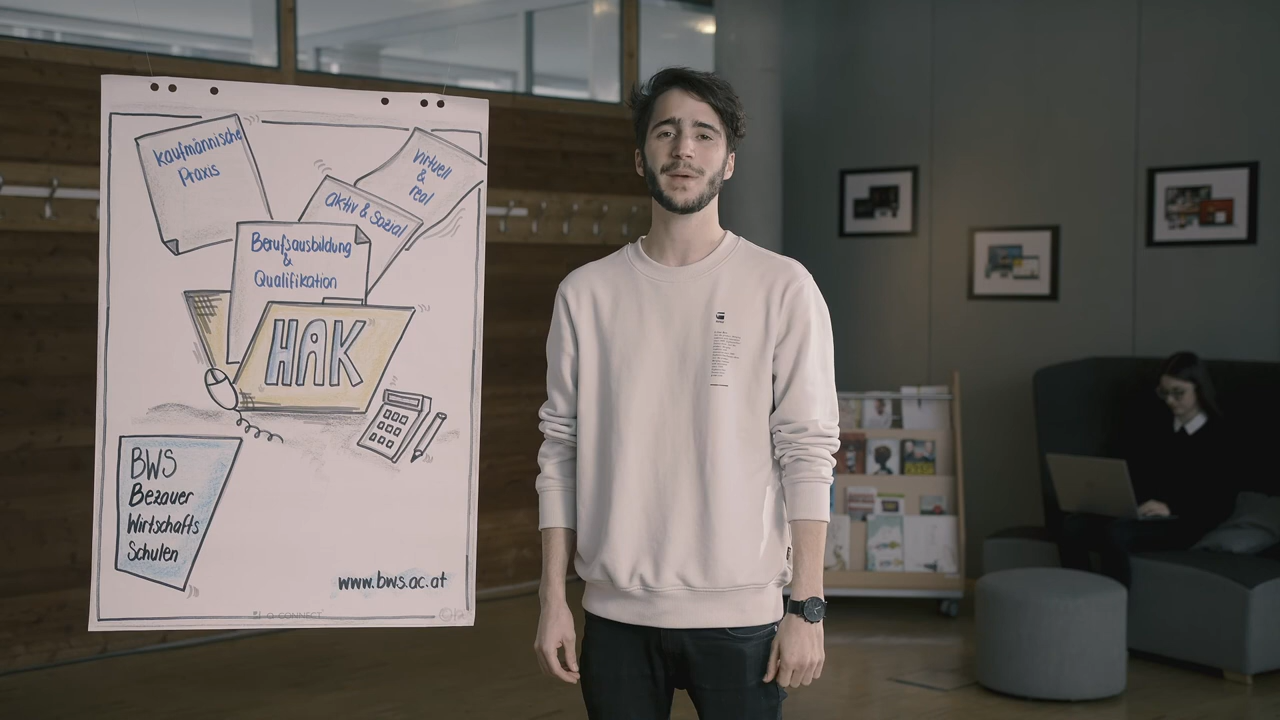 kaufmännische
Praxis
virtuell
&
real
aktiv & sozial
Berufsausbildung
&
Qualifikation
HAK
BWS
Bezauer
Wirtschafts
Schulen
www.bws.ac.at